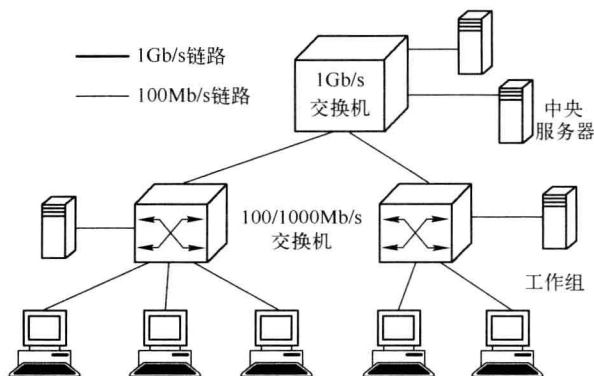 1Gb/s链路
100Mb/s链路
1Gb/s
交换机
中央
服务器
100/1000Mb/s
交换机
工作组